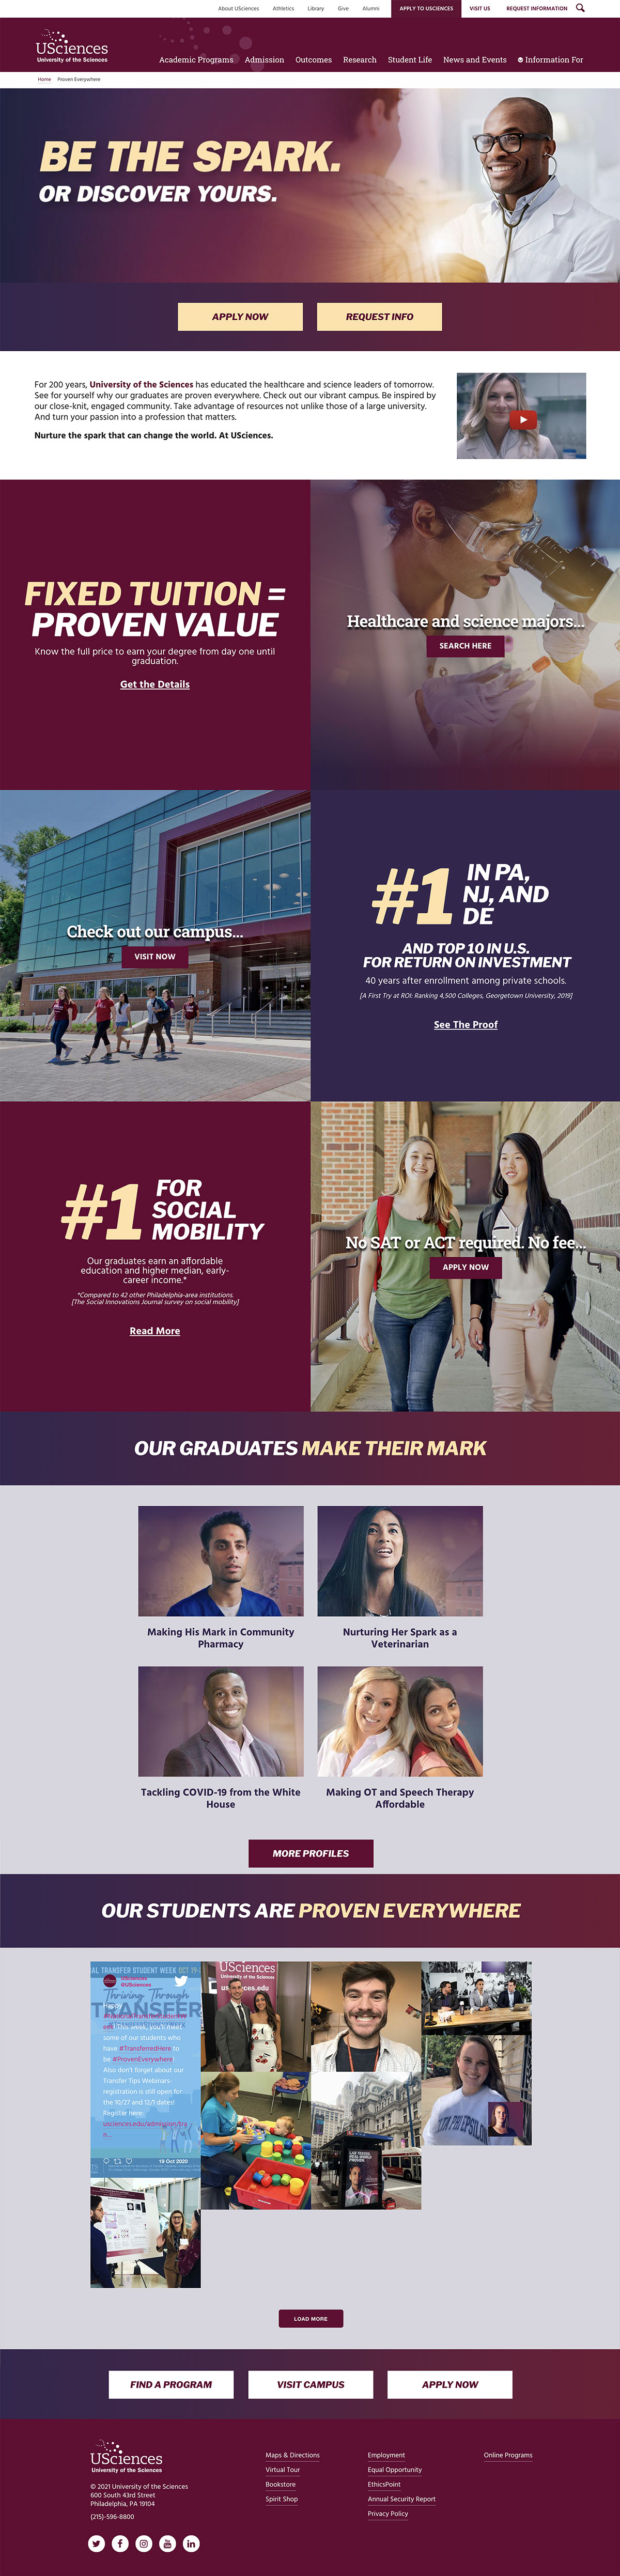 About USciences Athletics Library Give Alumni APPLY TO USCIENCES VISIT US REQUEST INFORMATION
USciences
University of the Sciences
Academic Programs Admission Outcomes Research Student Life News and Events Information For
Home Proven Everywhere
BE THE SPARK.
OR DISCOVER YOURS.
APPLY NOW REQUEST INFO
For 200 years, University of the Sciences has educated the healthcare and science leaders of tomorrow.
See for yourself why our graduates are proven everywhere. Check out our vibrant campus. Be inspired by
our close-knit, engaged community. Take advantage of resources not unlike those of a large university.
And turn your passion into a profession that matters.
Nurture the spark that can change the world. At USciences.
FIXED TUITION =
PROVEN VALUE
Know the full price to earn your degree from day one until
graduation.
Get the Details
Healthcare and science majors...
SEARCH HERE
Check out our campus...
VISIT NOW
#1 IN PA,
NJ, AND
DE
AND TOP 10 IN U.S.
FOR RETURN ON INVESTMENT
40 years after enrollment among private schools.
[A First Try at ROI: Ranking 4,500 Colleges, Georgetown University, 2019]
See The Proof
#1 FOR
SOCIAL
MOBILITY
Our graduates earn an affordable
education and higher median, early-
career income.*
*Compared to 42 other Philadelphia-area institutions.
[The Social Innovations Journal survey on social mobility]
Read More
No SAT or ACT required. No fee...
APPLY NOW
OUR GRADUATES MAKE THEIR MARK
Making His Mark in Community
Pharmacy
Nurturing Her Spark as a
Veterinarian
Tackling COVID-19 from the White
House
Making OT and Speech Therapy
Affordable
MORE PROFILES
OUR STUDENTS ARE PROVEN EVERYWHERE
AL TRANSFER STUDENT WEEK OCT 19-
USciences
@USciences
Thriving Through
TRANSFER
Happy
This week, you'll meet
some of our students who
have #TransferredHere to
be #ProvenEverywhere!
Also don't forget about our
Transfer Tips Webinars-
registration is still open for
the 10/27 and 12/1 dates!
Register here:
usciences.edu/admission/tra
n...
19 Oct 2020
USciences
University of the Sciences
es.edu
LOAD MORE
FIND A PROGRAM VISIT CAMPUS APPLY NOW
USciences
University of the Sciences
© 2021 University of the Sciences
600 South 43rd Street
Philadelphia, PA 19104
(215)-596-8800
Maps & Directions
Virtual Tour
Bookstore
Spirit Shop
Employment
Equal Opportunity
EthicsPoint
Annual Security Report
Privacy Policy
Online Programs